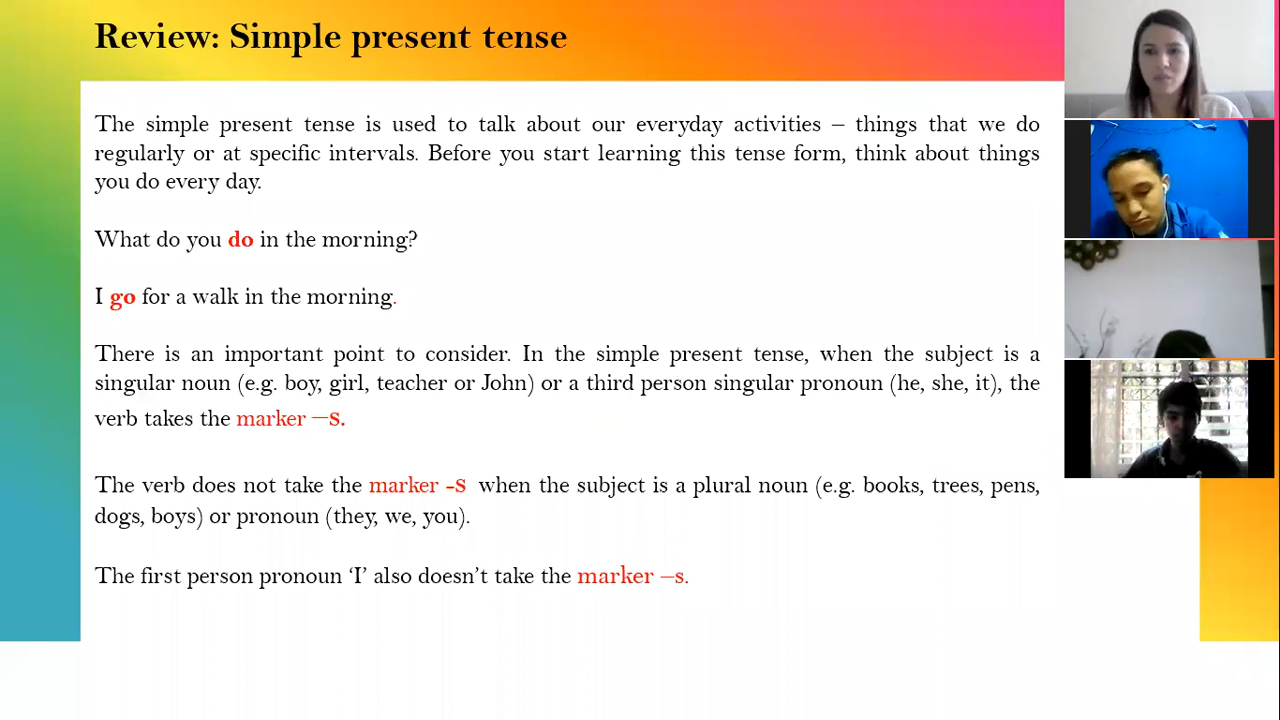 Review: Simple present tense
The simple present tense is used to talk about our everyday activities – things that we do
regularly or at specific intervals. Before you start learning this tense form, think about things
you do every day.
What do you do in the morning?
I go for a walk in the morning.
There is an important point to consider. In the simple present tense, when the subject is a
singular noun (e.g. boy, girl, teacher or John) or a third person singular pronoun (he, she, it), the
verb takes the marker –s.
The verb does not take the marker -s when the subject is a plural noun (e.g. books, trees, pens,
dogs, boys) or pronoun (they, we, you).
The first person pronoun ‘I’ also doesn’t take the marker –s.